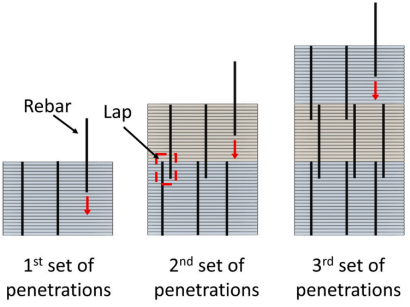 Rebar
Lap
1st set of
penetrations
2nd set of
penetrations
3rd set of
penetrations